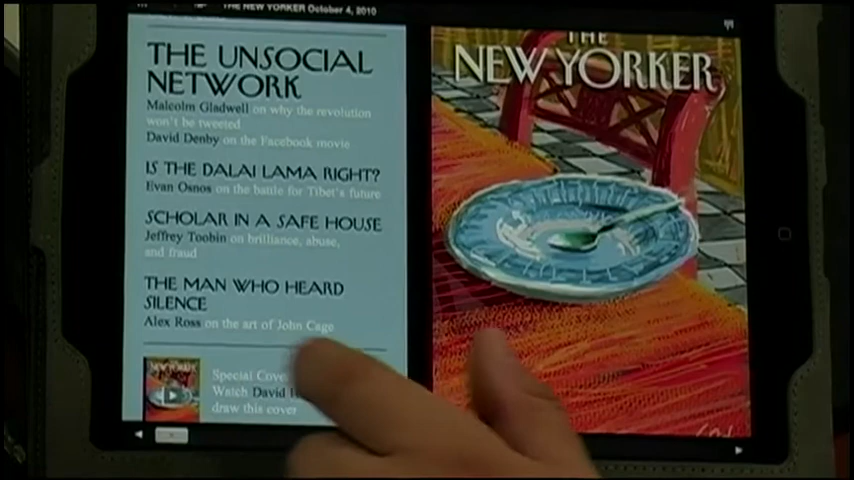 THE NEW YORKER October 4, 2010
THE UNSOCIAL
NETWORK
Malcolm Gladwell on why the revolution
won't be tweeted
David Denby on the Facebook movie
IS THE DALAI LAMA RIGHT?
Evan Osnos on the battle for Tibet's future
SCHOLAR IN A SAFE HOUSE
Jeffrey Toobin on brilliance, abuse,
and fraud
THE MAN WHO HEARD
SILENCE
Alex Ross on the art of John Cage
Special Cove
Watch David
draw this cover
NEW YORKER
THE
NEW YORKER